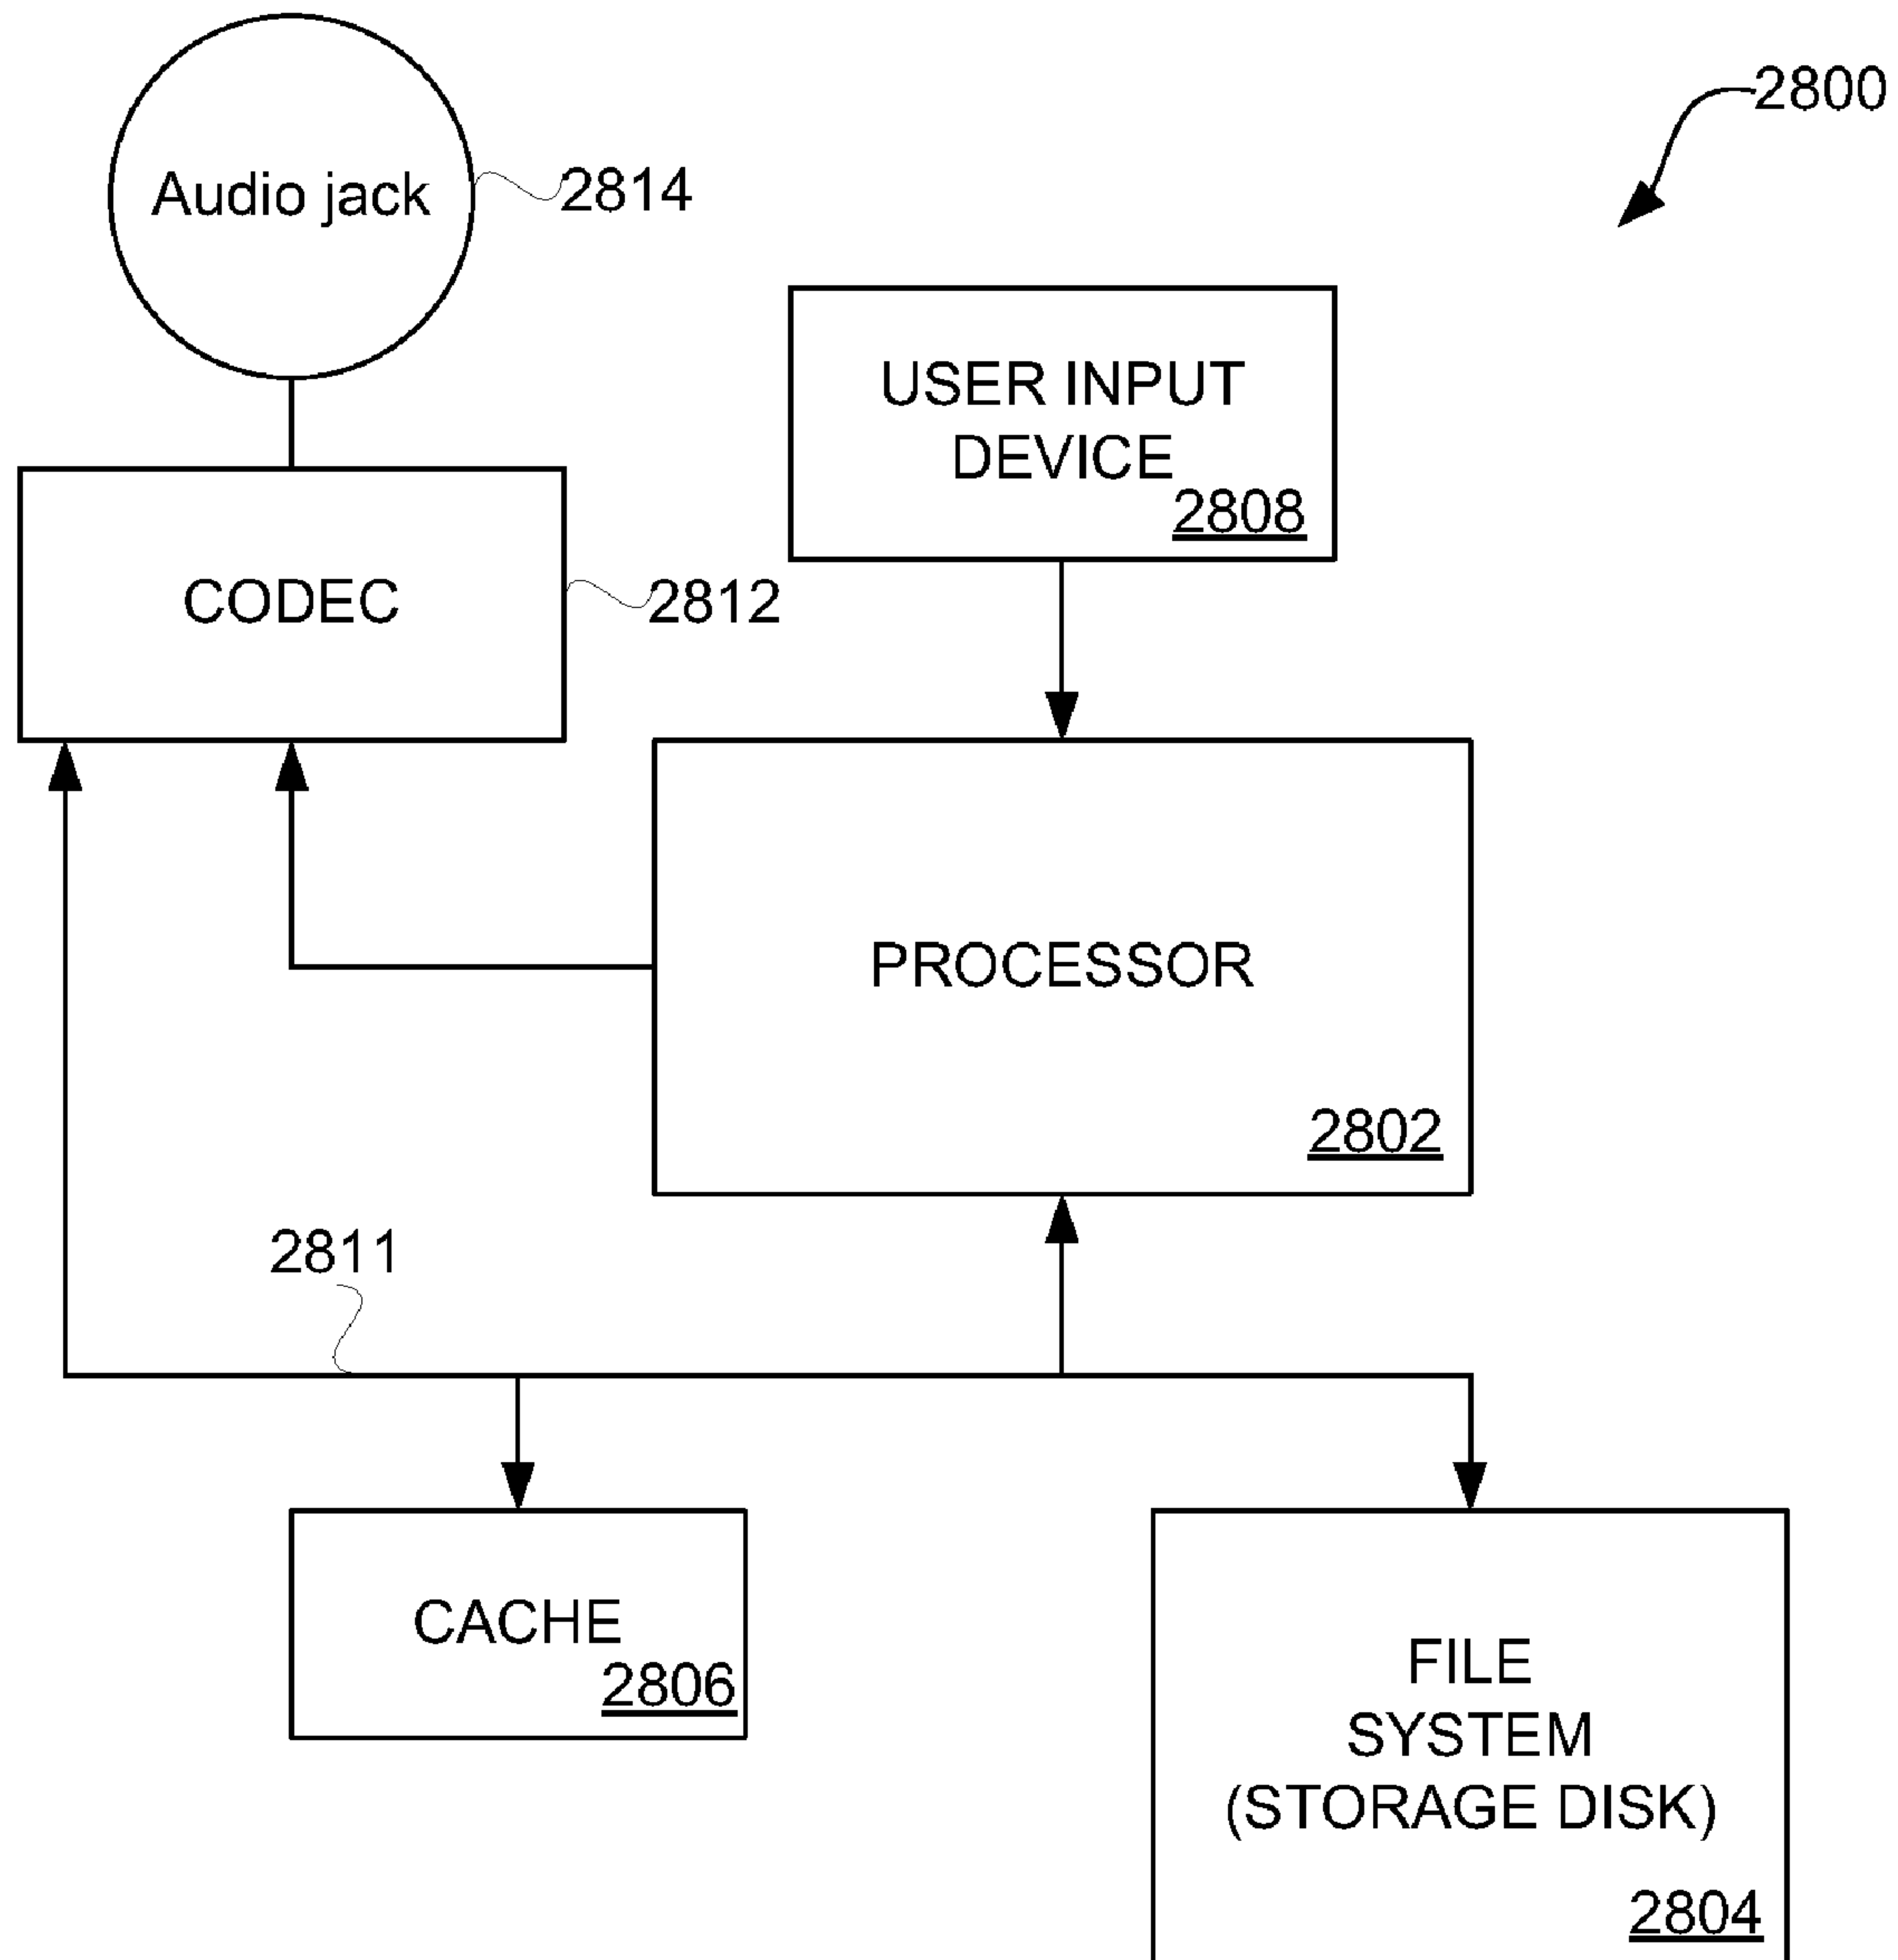 2800
Audio jack
2814
USER INPUT
DEVICE
2808
CODEC
2812
PROCESSOR
2802
2811
CACHE
2806
FILE
SYSTEM
(STORAGE DISK)
2804